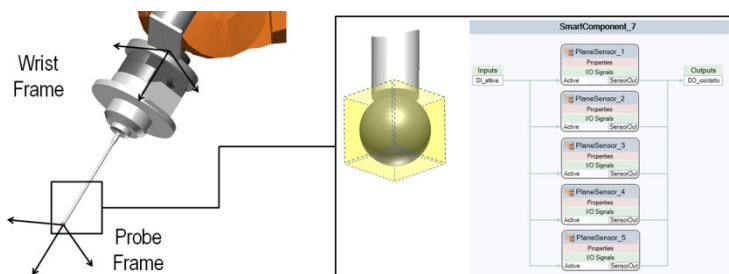 Wrist
Frame
Probe
Frame
SmartComponent_7
Inputs
DI_attiva
Outputs
DO_contatto
PlaneSensor_1
Properties
I/O Signals
Active SensorOut
PlaneSensor_2
Properties
I/O Signals
Active SensorOut
PlaneSensor_3
Properties
I/O Signals
Active SensorOut
PlaneSensor_4
Properties
I/O Signals
Active SensorOut
PlaneSensor_5
Properties
I/O Signals
Active SensorOut